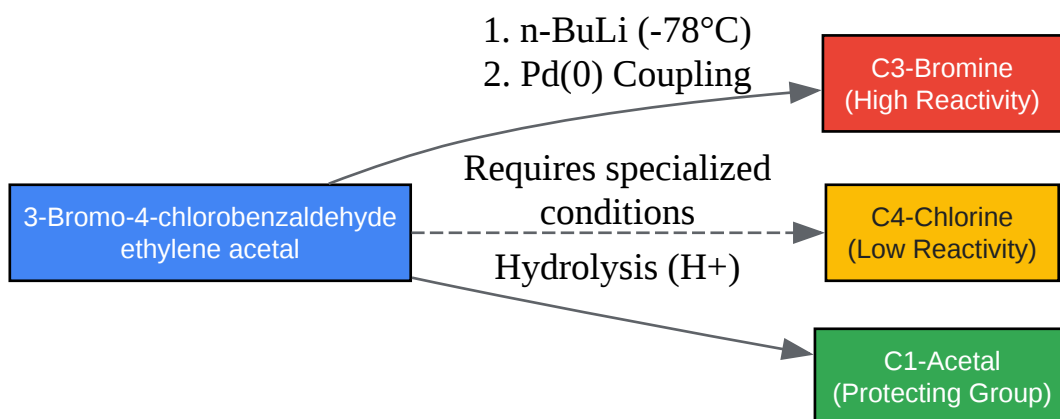 1. n-BuLi (-78°C)
2. Pd(0) Coupling
C3-Bromine
(High Reactivity)
3-Bromo-4-chlorobenzaldehyde
ethylene acetal
Requires specialized
conditions
C4-Chlorine
(Low Reactivity)
Hydrolysis (H+)
C1-Acetal
(Protecting Group)